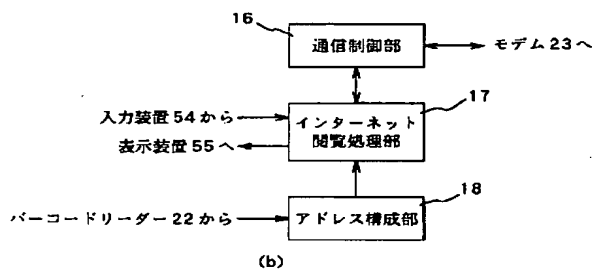 16
通信制御部
モデム23へ
17
入力装置54から
インターネット
閲覧処理部
表示装置55へ
18
バーコードリーダー22から
アドレス構成部
(b)